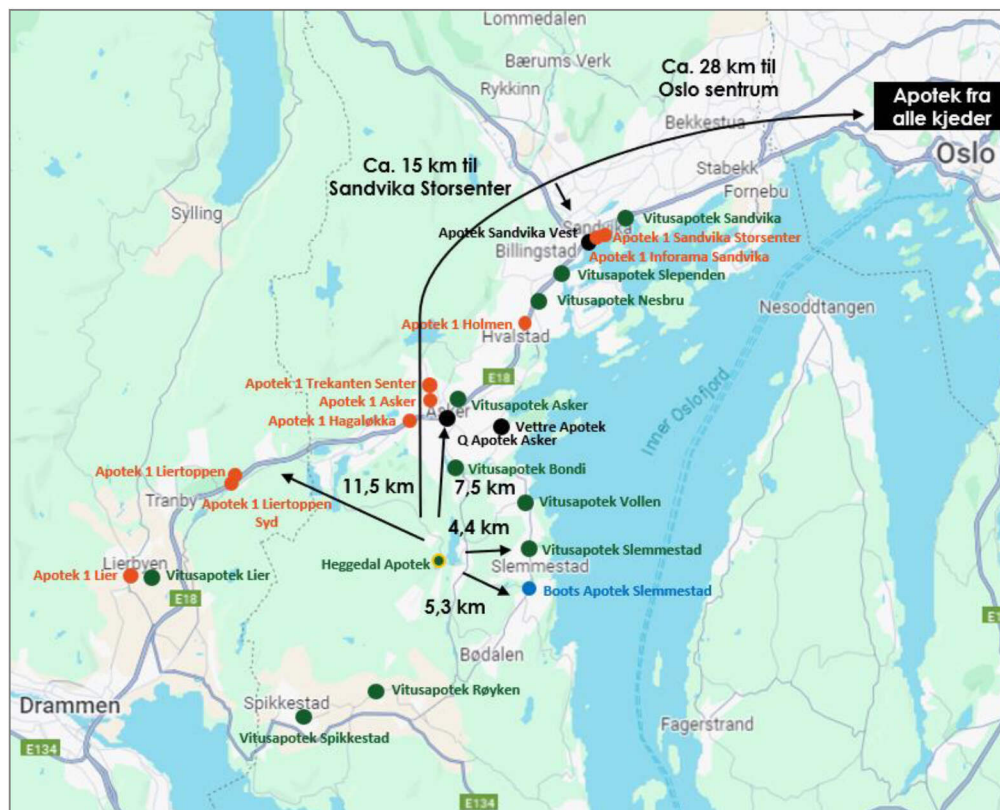 Lommedalen
Bærums Verk
Rykkinn
Ca. 28 km til
Oslo sentrum
Apotek fra
alle kjeder
Bekkestua
Oslo
Ca. 15 km til
Sandvika Storsenter
Stabekk
Fornebu
Sylling
Sandvika
Vitusapotek Sandvika
Apotek Sandvika Vest
Apotek 1 Sandvika Storsenter
Billingstad
Apotek 1 Inforama Sandvika
Vitusapotek Slependen
Vitusapotek Nesbru
Nesoddtangen
Apotek 1 Holmen
Hvalstad
E18
Inner Oslofjord
Apotek 1 Trekanten Senter
Apotek 1 Asker
Vitusapotek Asker
Asker
Apotek 1 Hagaløkka
Vettre Apotek
Q Apotek Asker
Apotek 1 Liertoppen
Vitusapotek Bondi
11,5 km
7,5 km
Tranby
Apotek 1 Liertoppen
Syd
Vitusapotek Vollen
4,4 km
Vitusapotek Slemmestad
Heggedal Apotek
Slemmestad
Lierbyen
Apotek 1 Lier
Vitusapotek Lier
Boots Apotek Slemmestad
E18
5,3 km
Bødalen
Vitusapotek Røyken
Spikkestad
Drammen
Vitusapotek Spikkestad
Fagerstrand
E134
E134